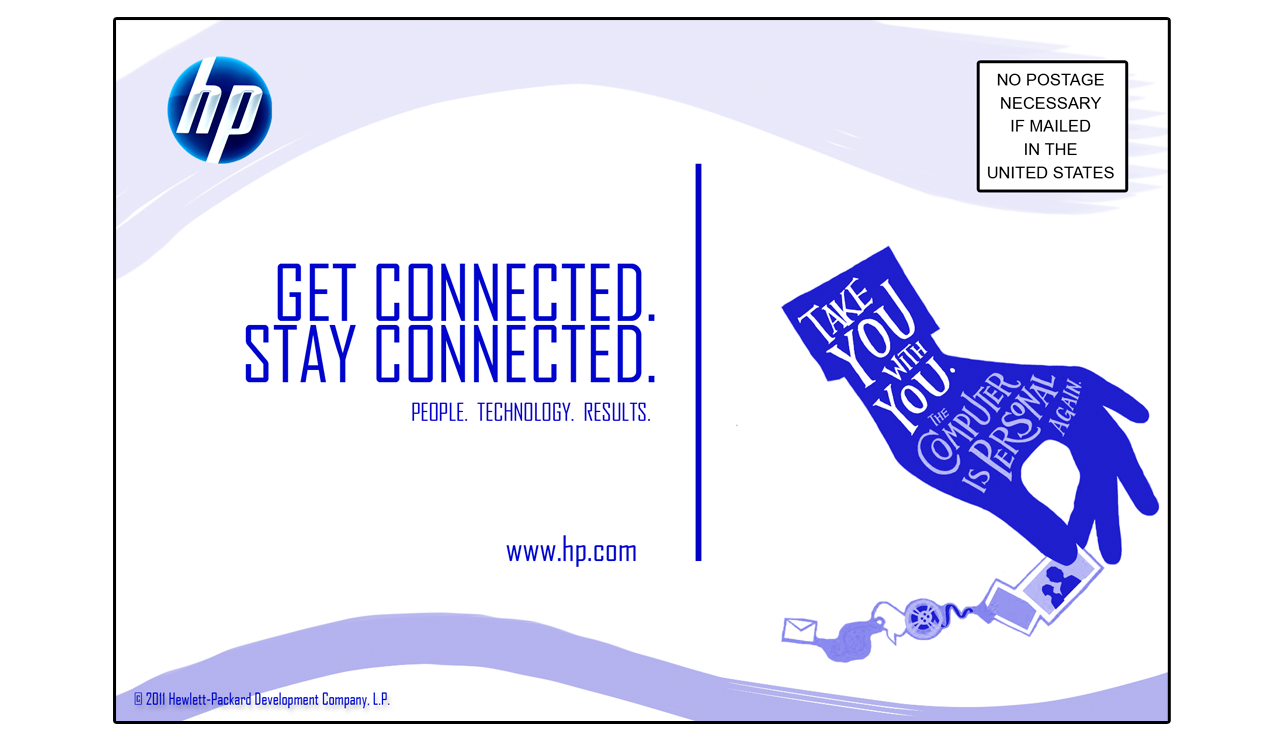 hp
NO POSTAGE
NECESSARY
IF MAILED
IN THE
UNITED STATES
GET CONNECTED.
STAY CONNECTED.
PEOPLE. TECHNOLOGY. RESULTS.
www.hp.com
TAKE
YOU
WITH
YOU.
THE
COMPUTER
IS PERSONAL
AGAIN.
© 2011 Hewlett-Packard Development Company, L.P.